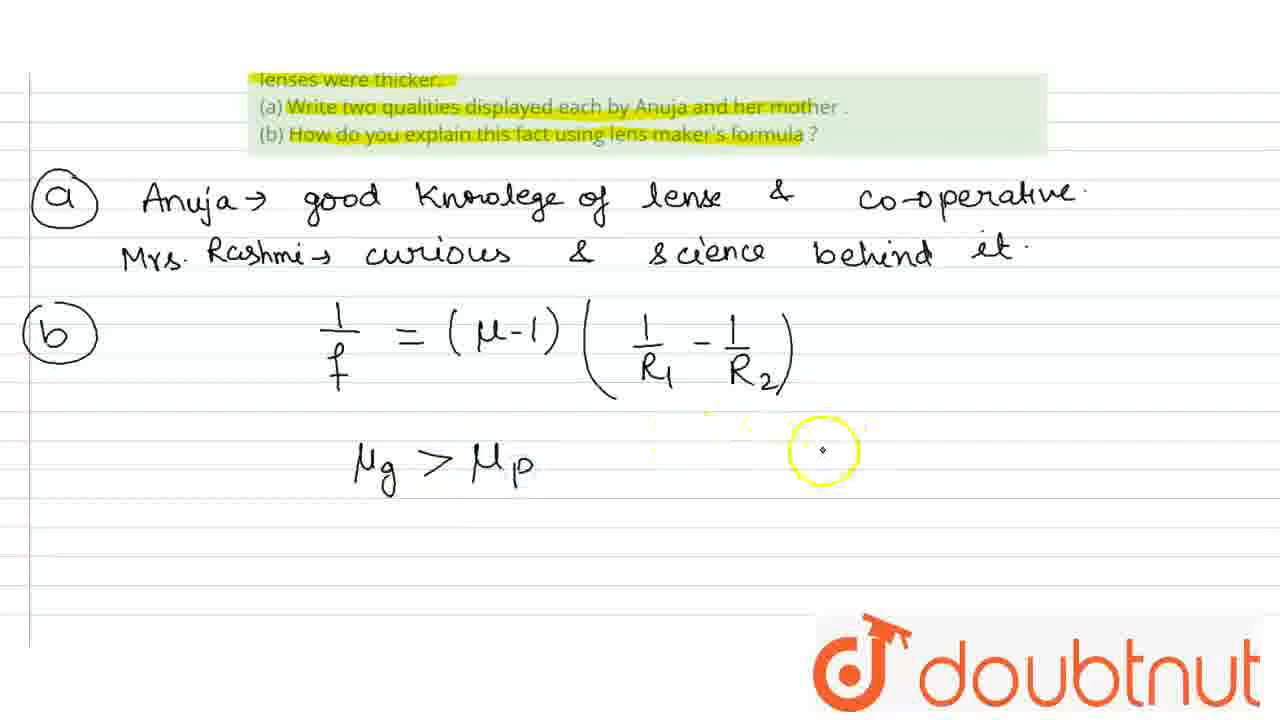 lenses were thicker.
(a) Write two qualities displayed each by Anuja and her mother .
(b) How do you explain this fact using lens maker's formula ?
a Anuja → good Knowlege of lense & co-operative.
Mrs. Rashmi → curious & science behind it.
b 1/f = (μ-1) (1/R1 - 1/R2)
μg > μp
doubtnut